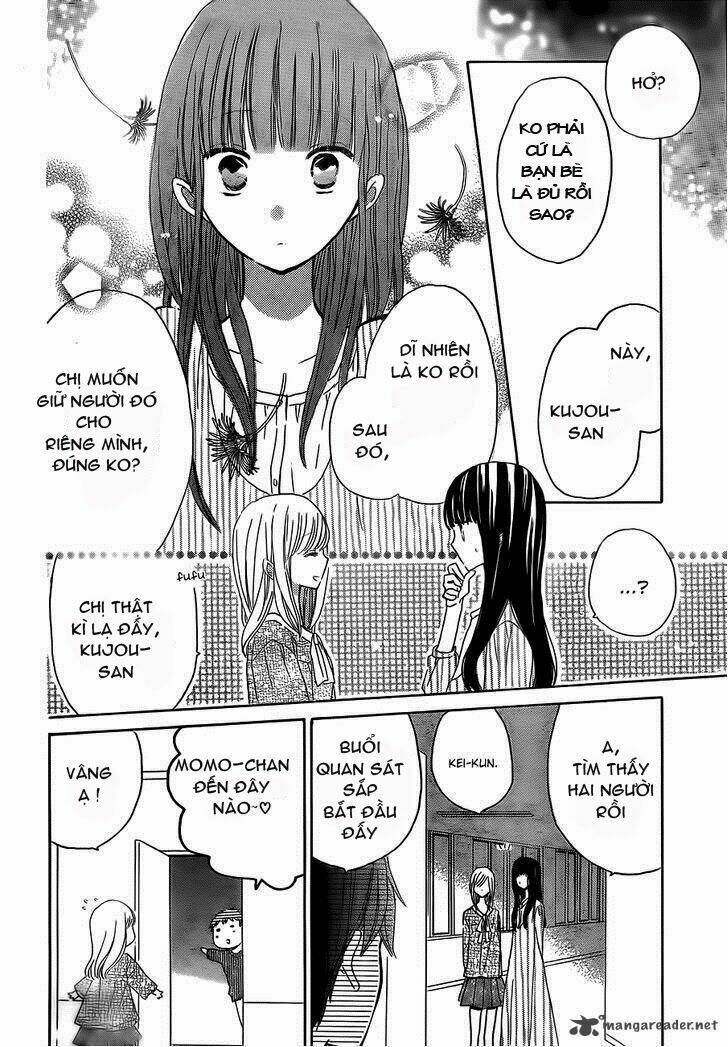 HỞ?
KO PHẢI
CỨ LÀ
BẠN BÈ
LÀ ĐỦ RỒI
SAO?
NÀY,
KUJOU-
SAN
DĨ NHIÊN
LÀ KO RỒI
SAU
ĐÓ,
CHỊ MUỐN
GIỮ NGƯỜI ĐÓ
CHO
RIÊNG MÌNH,
ĐÚNG KO?
...?
fufu
CHỊ THẬT
KÌ LẠ ĐẤY,
KUJOU-
SAN
A,
TÌM THẤY
HAI NGƯỜI
RỒI
KEI-KUN.
BUỔI
QUAN SÁT
SẮP
BẮT ĐẦU
ĐẤY
MOMO-CHAN
ĐẾN ĐÂY
NÀO~♡
VÂNG
Ạ !
mangareader.net